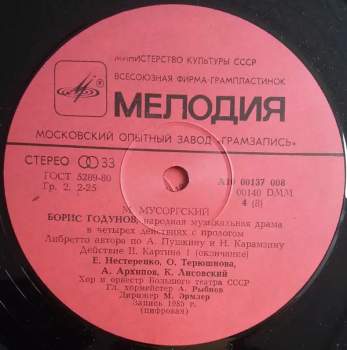 МИНИСТЕРСТВО КУЛЬТУРЫ СССР
ВСЕСОЮЗНАЯ ФИРМА ГРАМПЛАСТИНОК
МЕЛОДИЯ
МОСКОВСКИЙ ОПЫТНЫЙ ЗАВОД „ГРАМЗАПИСЬ"
СТЕРЕО 33
ГОСТ 5289-80
Гр. 2. 2-25
А10 00137 008
00140 DMM
4 (8)
М. МУСОРГСКИЙ
БОРИС ГОДУНОВ, народная музыкальная драма
в четырех действиях с прологом
Либретто автора по А. Пушкину и Н. Карамзину
Действие II. Картина 1 (окончание)
Е. Нестеренко, О. Терюшнова,
А. Архипов, К. Лисовский
Хор и оркестр Большого театра СССР
Гл. хормейстер А. Рыбнов
Дирижер М. Эрмлер
Запись 1985 г.
(цифровая)